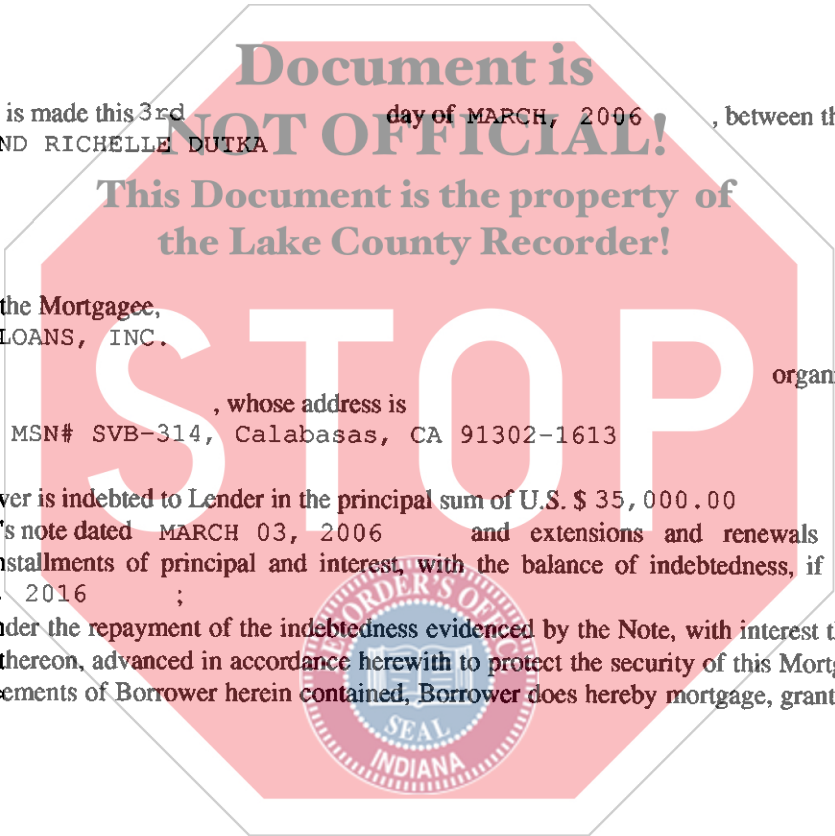 Document is
is made this 3rd day of MARCH, 2006 , between th
ND RICHELLE DUTKA
NOT OFFICIAL!
This Document is the property of
the Lake County Recorder!
the Mortgagee,
LOANS, INC.
STOP
organ
, whose address is
MSN# SVB-314, Calabasas, CA 91302-1613
ver is indebted to Lender in the principal sum of U.S. $ 35,000.00
's note dated MARCH 03, 2006 and extensions and renewals
stallments of principal and interest, with the balance of indebtedness, if
, 2016 ;
der the repayment of the indebtedness evidenced by the Note, with interest t
thereon, advanced in accordance herewith to protect the security of this Mortg
ements of Borrower herein contained, Borrower does hereby mortgage, grant
RECORDER'S OFFICE
SEAL
INDIANA